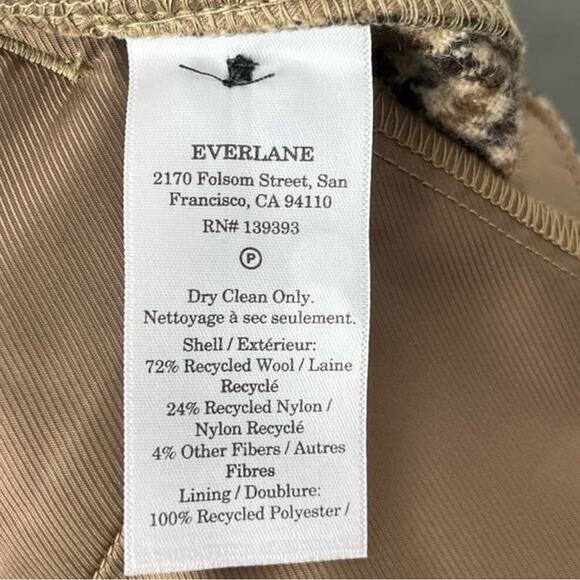 EVERLANE
2170 Folsom Street, San
Francisco, CA 94110
RN# 139393
P
Dry Clean Only.
Nettoyage à sec seulement.
Shell / Extérieur:
72% Recycled Wool / Laine
Recyclé
24% Recycled Nylon /
Nylon Recyclé
4% Other Fibers / Autres
Fibres
Lining / Doublure:
100% Recycled Polyester /